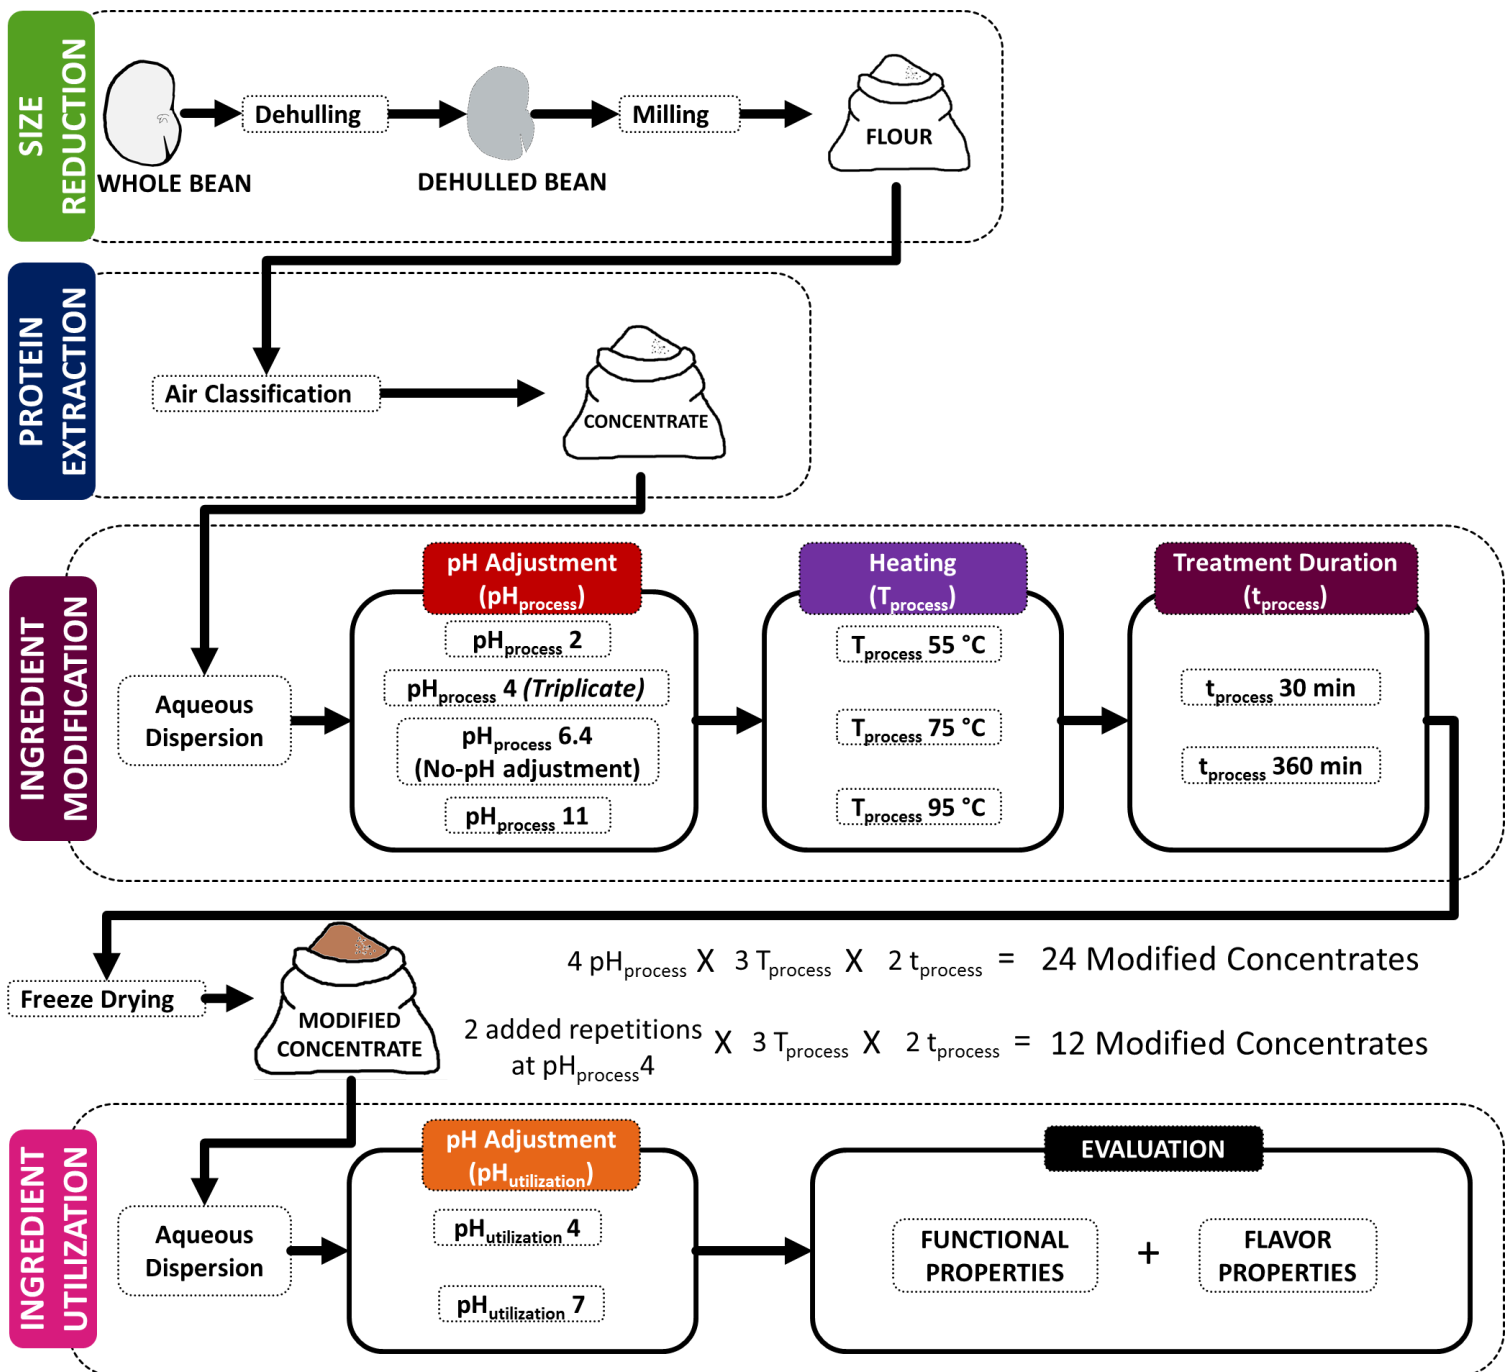 SIZE
REDUCTION
WHOLE BEAN
Dehulling
DEHULLED BEAN
Milling
FLOUR
PROTEIN
EXTRACTION
Air Classification
CONCENTRATE
INGREDIENT
MODIFICATION
Aqueous
Dispersion
pH Adjustment
(pHprocess)
pHprocess 2
pHprocess 4 (Triplicate)
pHprocess 6.4
(No-pH adjustment)
pHprocess 11
Heating
(Tprocess)
Tprocess 55 °C
Tprocess 75 °C
Tprocess 95 °C
Treatment Duration
(tprocess)
tprocess 30 min
tprocess 360 min
Freeze Drying
MODIFIED
CONCENTRATE
4 pHprocess X 3 Tprocess X 2 tprocess = 24 Modified Concentrates
2 added repetitions
at pHprocess4
X 3 Tprocess X 2 tprocess = 12 Modified Concentrates
INGREDIENT
UTILIZATION
Aqueous
Dispersion
pH Adjustment
(pHutilization)
pHutilization 4
pHutilization 7
EVALUATION
FUNCTIONAL
PROPERTIES
+
FLAVOR
PROPERTIES